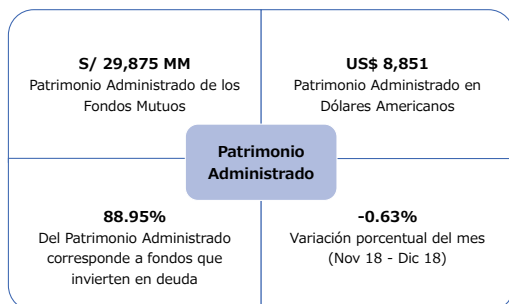 S/ 29,875 MM
Patrimonio Administrado de los
Fondos Mutuos
US$ 8,851
Patrimonio Administrado en
Dólares Americanos
Patrimonio
Administrado
88.95%
Del Patrimonio Administrado
corresponde a fondos que
invierten en deuda
-0.63%
Variación porcentual del mes
(Nov 18 - Dic 18)